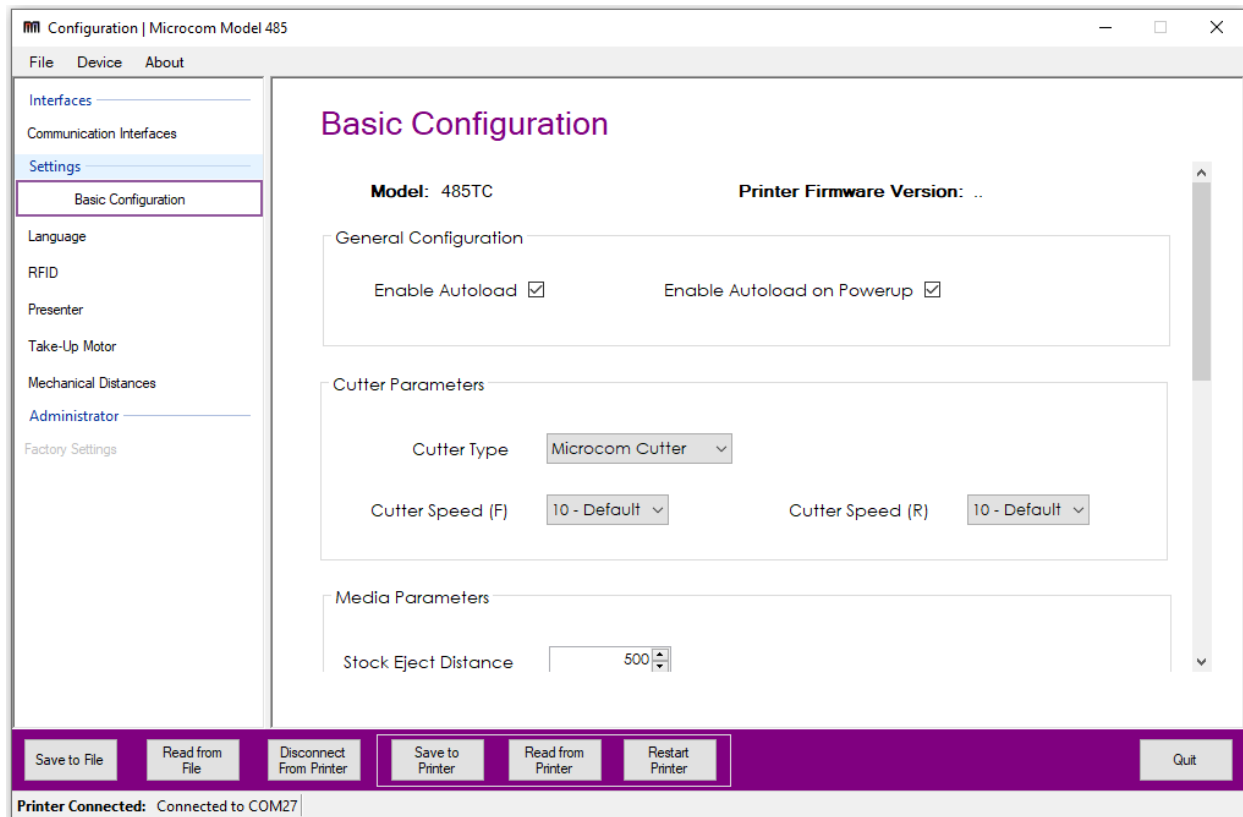 Configuration | Microcom Model 485
File Device About
Interfaces
Communication Interfaces
Settings
Basic Configuration
Language
RFID
Presenter
Take-Up Motor
Mechanical Distances
Administrator
Factory Settings
Basic Configuration
Model: 485TC Printer Firmware Version: ..
General Configuration
Enable Autoload Enable Autoload on Powerup
Cutter Parameters
Cutter Type Microcom Cutter
Cutter Speed (F) 10 - Default Cutter Speed (R) 10 - Default
Media Parameters
Stock Eject Distance 500
Save to File
Read from
File
Disconnect
From Printer
Save to
Printer
Read from
Printer
Restart
Printer
Quit
Printer Connected: Connected to COM27